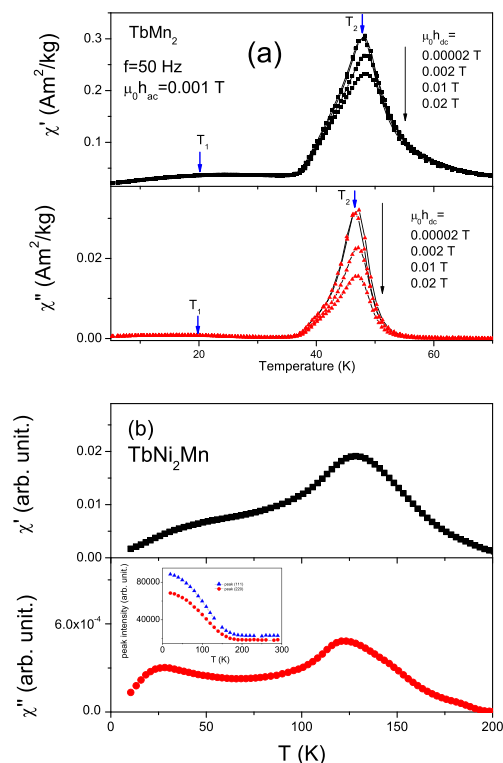 TbMn₂
(a)
f=50 Hz
μ₀hac=0.001 T
T₂
μ₀hdc=
0.00002 T
0.002 T
0.01 T
0.02 T
T₁
χ' (Am²/kg)
0.3
0.2
0.1
T₂
μ₀hdc=
0.00002 T
0.002 T
0.01 T
0.02 T
T₁
χ" (Am²/kg)
0.02
0.00
20 40 60
Temperature (K)
(b)
TbNi₂Mn
χ' (arb. unit.)
0.02
0.01
0.00
peak intensity (arb. unit.)
80000
40000
peak (111)
peak (220)
0 100 200 300
T (K)
χ" (arb. unit.)
6.0x10⁻⁴
0.0
0 50 100 150 200
T (K)